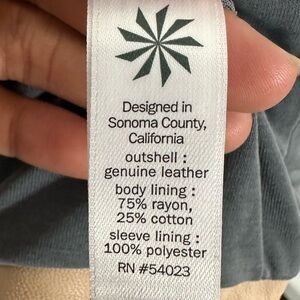 Designed in
Sonoma County,
California
outshell :
genuine leather
body lining :
75% rayon,
25% cotton
sleeve lining :
100% polyester
RN #54023